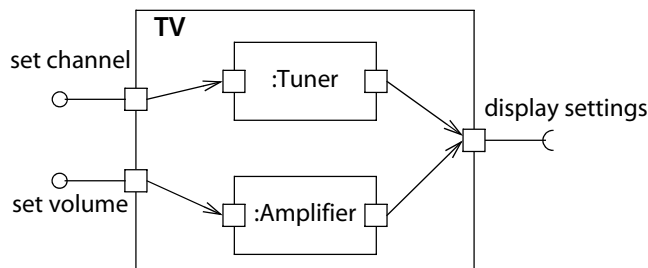 TV
set channel
:Tuner
display settings
set volume
:Amplifier